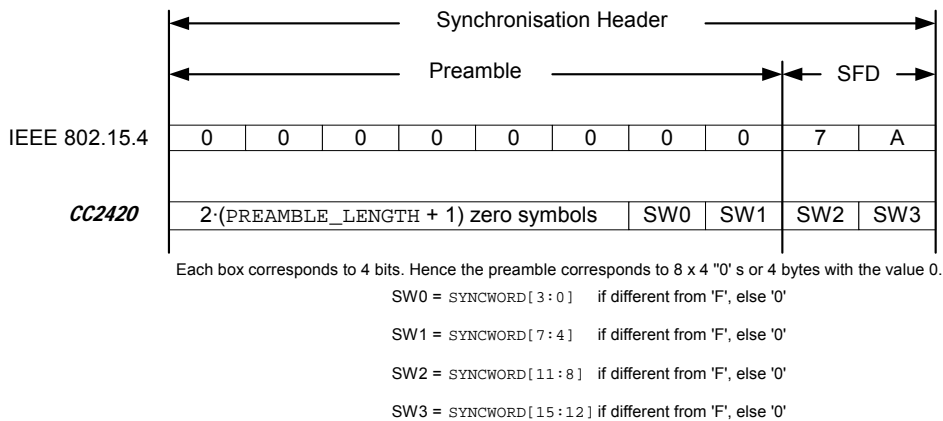 Synchronisation Header
Preamble SFD
IEEE 802.15.4 0 0 0 0 0 0 0 0 7 A
CC2420 2·(PREAMBLE_LENGTH + 1) zero symbols SW0 SW1 SW2 SW3
Each box corresponds to 4 bits. Hence the preamble corresponds to 8 x 4 "0' s or 4 bytes with the value 0.
SW0 = SYNCWORD[3:0] if different from 'F', else '0'
SW1 = SYNCWORD[7:4] if different from 'F', else '0'
SW2 = SYNCWORD[11:8] if different from 'F', else '0'
SW3 = SYNCWORD[15:12] if different from 'F', else '0'